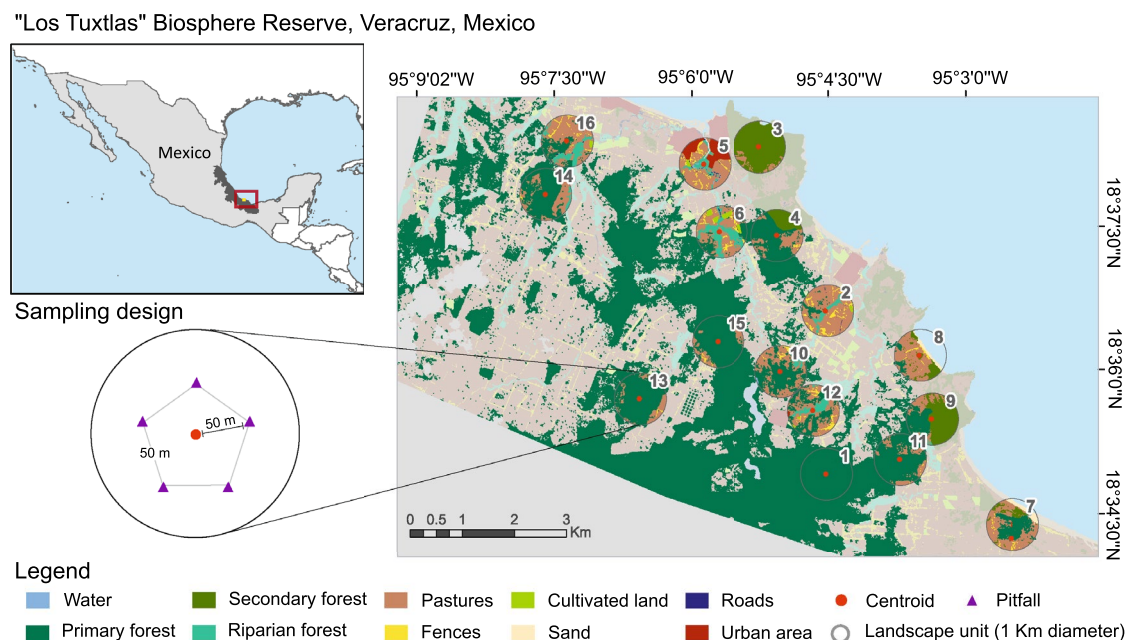 "Los Tuxtlas" Biosphere Reserve, Veracruz, Mexico
Mexico
95°9'02"W 95°7'30"W 95°6'0"W 95°4'30"W 95°3'0"W
16
3
5
14
6
4
2
15
8
10
13
12
9
11
1
7
18°37'30"N
18°36'0"N
18°34'30"N
0 0.5 1 2 3
Km
Sampling design
50 m
50 m
Legend
Water Secondary forest Pastures Cultivated land Roads Centroid Pitfall
Primary forest Riparian forest Fences Sand Urban area Landscape unit (1 Km diameter)